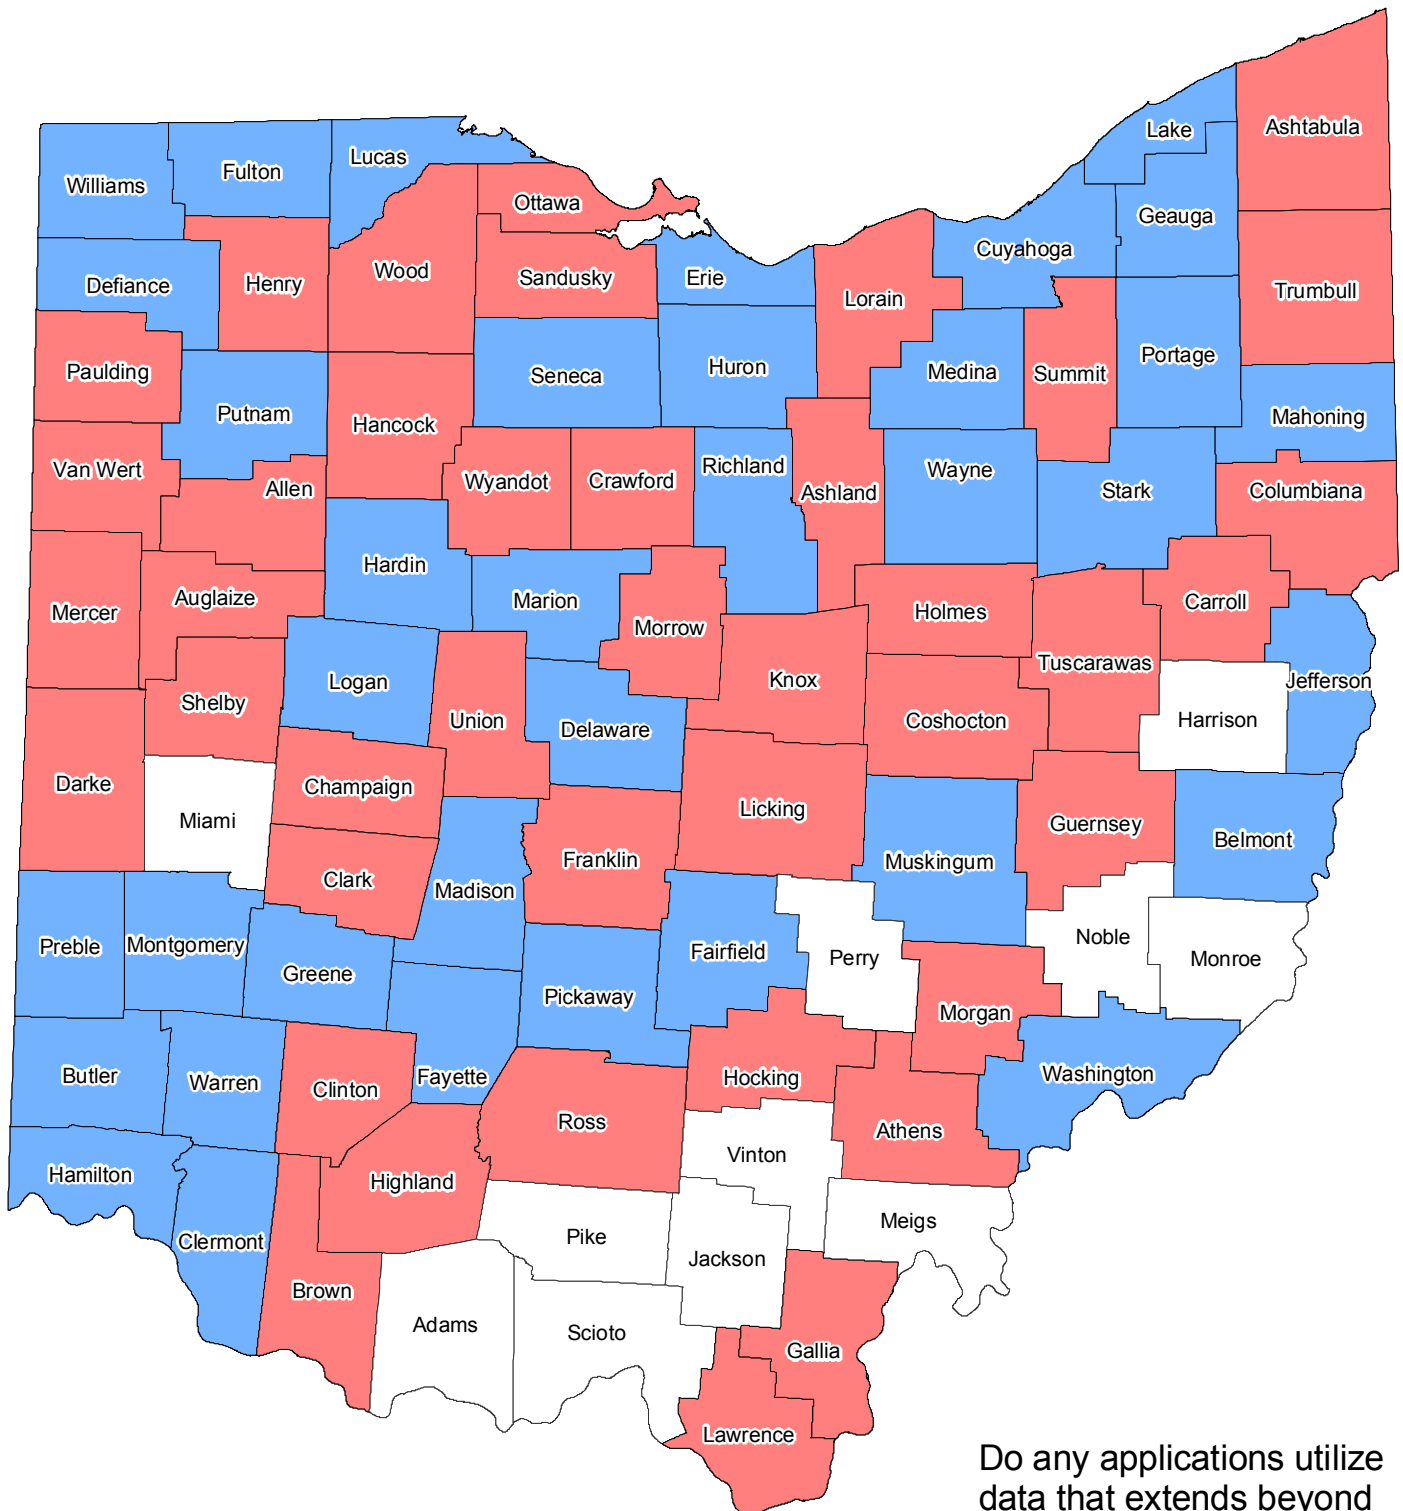 Ashtabula
Lake
Lucas
Fulton
Williams
Ottawa
Geauga
Cuyahoga
Wood
Sandusky
Erie
Henry
Defiance
Trumbull
Lorain
Portage
Huron
Medina
Summit
Seneca
Paulding
Putnam
Mahoning
Hancock
Richland
Van Wert
Wayne
Wyandot
Crawford
Allen
Ashland
Stark
Columbiana
Hardin
Auglaize
Marion
Carroll
Mercer
Holmes
Morrow
Tuscarawas
Logan
Knox
Jefferson
Shelby
Union
Coshocton
Harrison
Delaware
Darke
Champaign
Licking
Miami
Guernsey
Belmont
Franklin
Muskingum
Clark
Madison
Preble
Montgomery
Noble
Fairfield
Perry
Monroe
Greene
Pickaway
Morgan
Butler
Warren
Fayette
Hocking
Washington
Clinton
Ross
Athens
Vinton
Hamilton
Highland
Meigs
Pike
Clermont
Jackson
Brown
Adams
Scioto
Gallia
Lawrence
Do any applications utilize
data that extends beyond